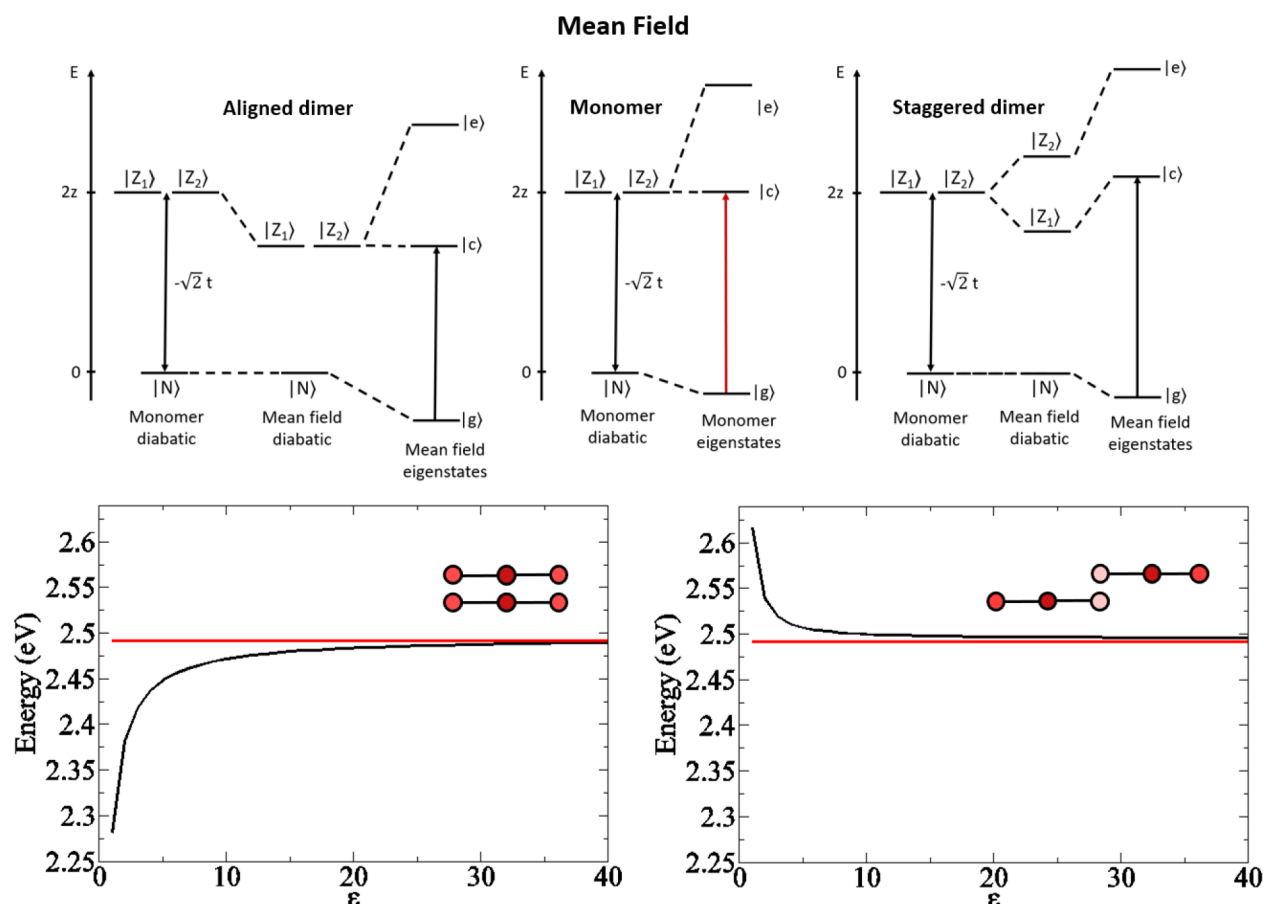 Mean Field
E
Aligned dimer
|e⟩
|Z₁⟩ |Z₂⟩
2z
|Z₁⟩ |Z₂⟩
|c⟩
-√2 t
0
|N⟩
|N⟩
|g⟩
Monomer
diabatic
Mean field
diabatic
Mean field
eigenstates
E
Monomer
|e⟩
|Z₁⟩ |Z₂⟩
2z
|c⟩
-√2 t
0
|N⟩
|g⟩
Monomer
diabatic
Monomer
eigenstates
E
Staggered dimer
|e⟩
|Z₂⟩
|Z₁⟩ |Z₂⟩
|c⟩
2z
|Z₁⟩
-√2 t
0
|N⟩
|N⟩
|g⟩
Monomer
diabatic
Mean field
diabatic
Mean field
eigenstates
Energy (eV)
2.6
2.55
2.5
2.45
2.4
2.35
2.3
2.25
0 10 20 30 40
ε
Energy (eV)
2.6
2.55
2.5
2.45
2.4
2.35
2.3
2.25
0 10 20 30 40
ε